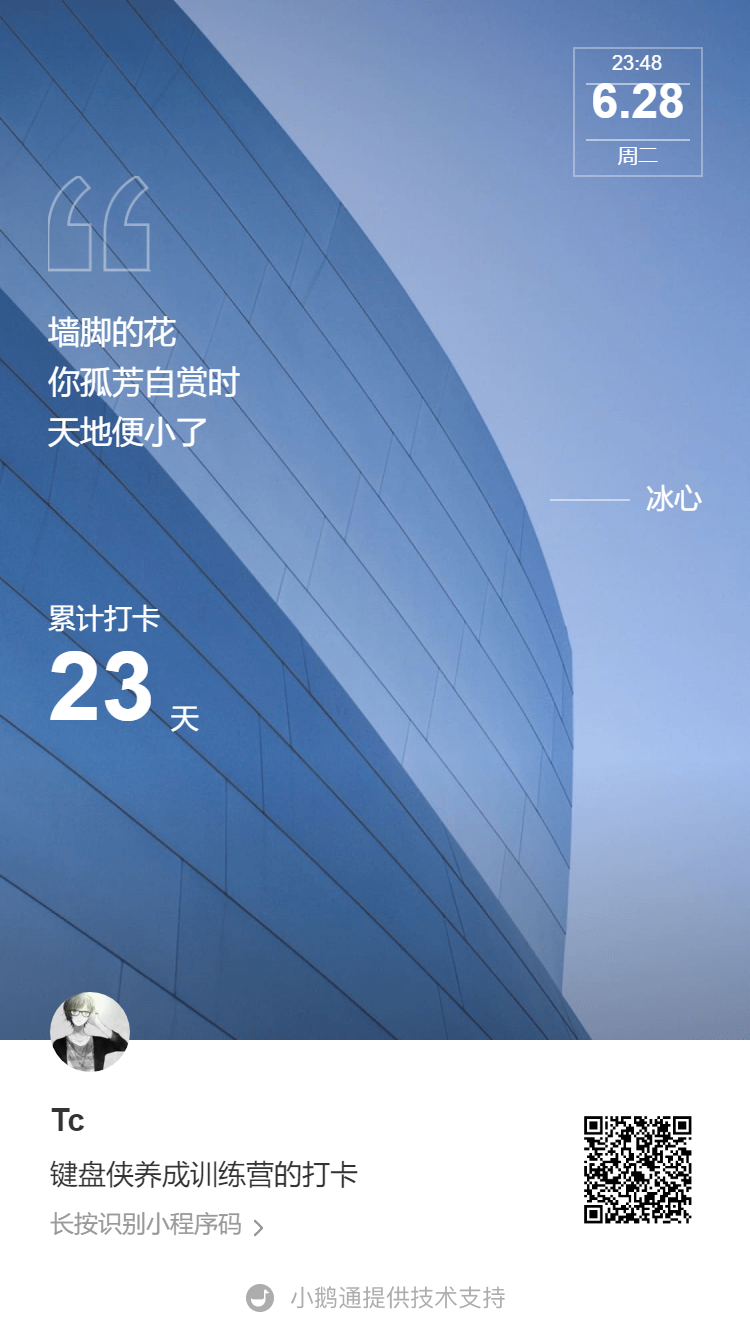 23:48
6.28
周二
墙脚的花
你孤芳自赏时
天地便小了
冰心
累计打卡
23 天
Tc
键盘侠养成训练营的打卡
长按识别小程序码
小鹅通提供技术支持